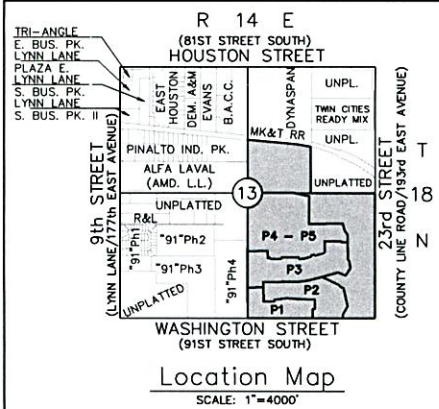 R 14 E
(81ST STREET SOUTH)
HOUSTON STREET
TRI-ANGLE
E. BUS. PK.
LYNN LANE
PLAZA E.
LYNN LANE
S. BUS. PK.
LYNN LANE
S. BUS. PK. II
EAST
HOUSTON
DEM. A&M
EVANS
B.A.C.C.
DYNASPAN
UNPL.
TWIN CITIES
READY MIX
UNPL.
MK&T RR
PINALTO IND. PK.
ALFA LAVAL
(AMD. L.L.)
UNPLATTED
13
UNPLATTED
R&L
"91"Ph1
"91"Ph2
"91"Ph3
"91"Ph4
UNPLATTED
P4 - P5
P3
P2
P1
9th STREET
(LYNN LANE/177th EAST AVENUE)
23rd STREET
(COUNTY LINE ROAD/193rd EAST AVENUE)
T
18
N
WASHINGTON STREET
(91ST STREET SOUTH)
Location Map
SCALE: 1"=4000'